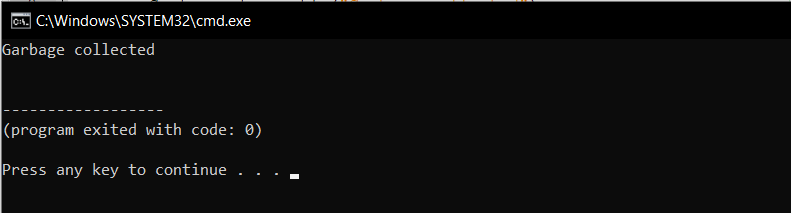 C:\Windows\SYSTEM32\cmd.exe
Garbage collected
------------------
(program exited with code: 0)
Press any key to continue . . .